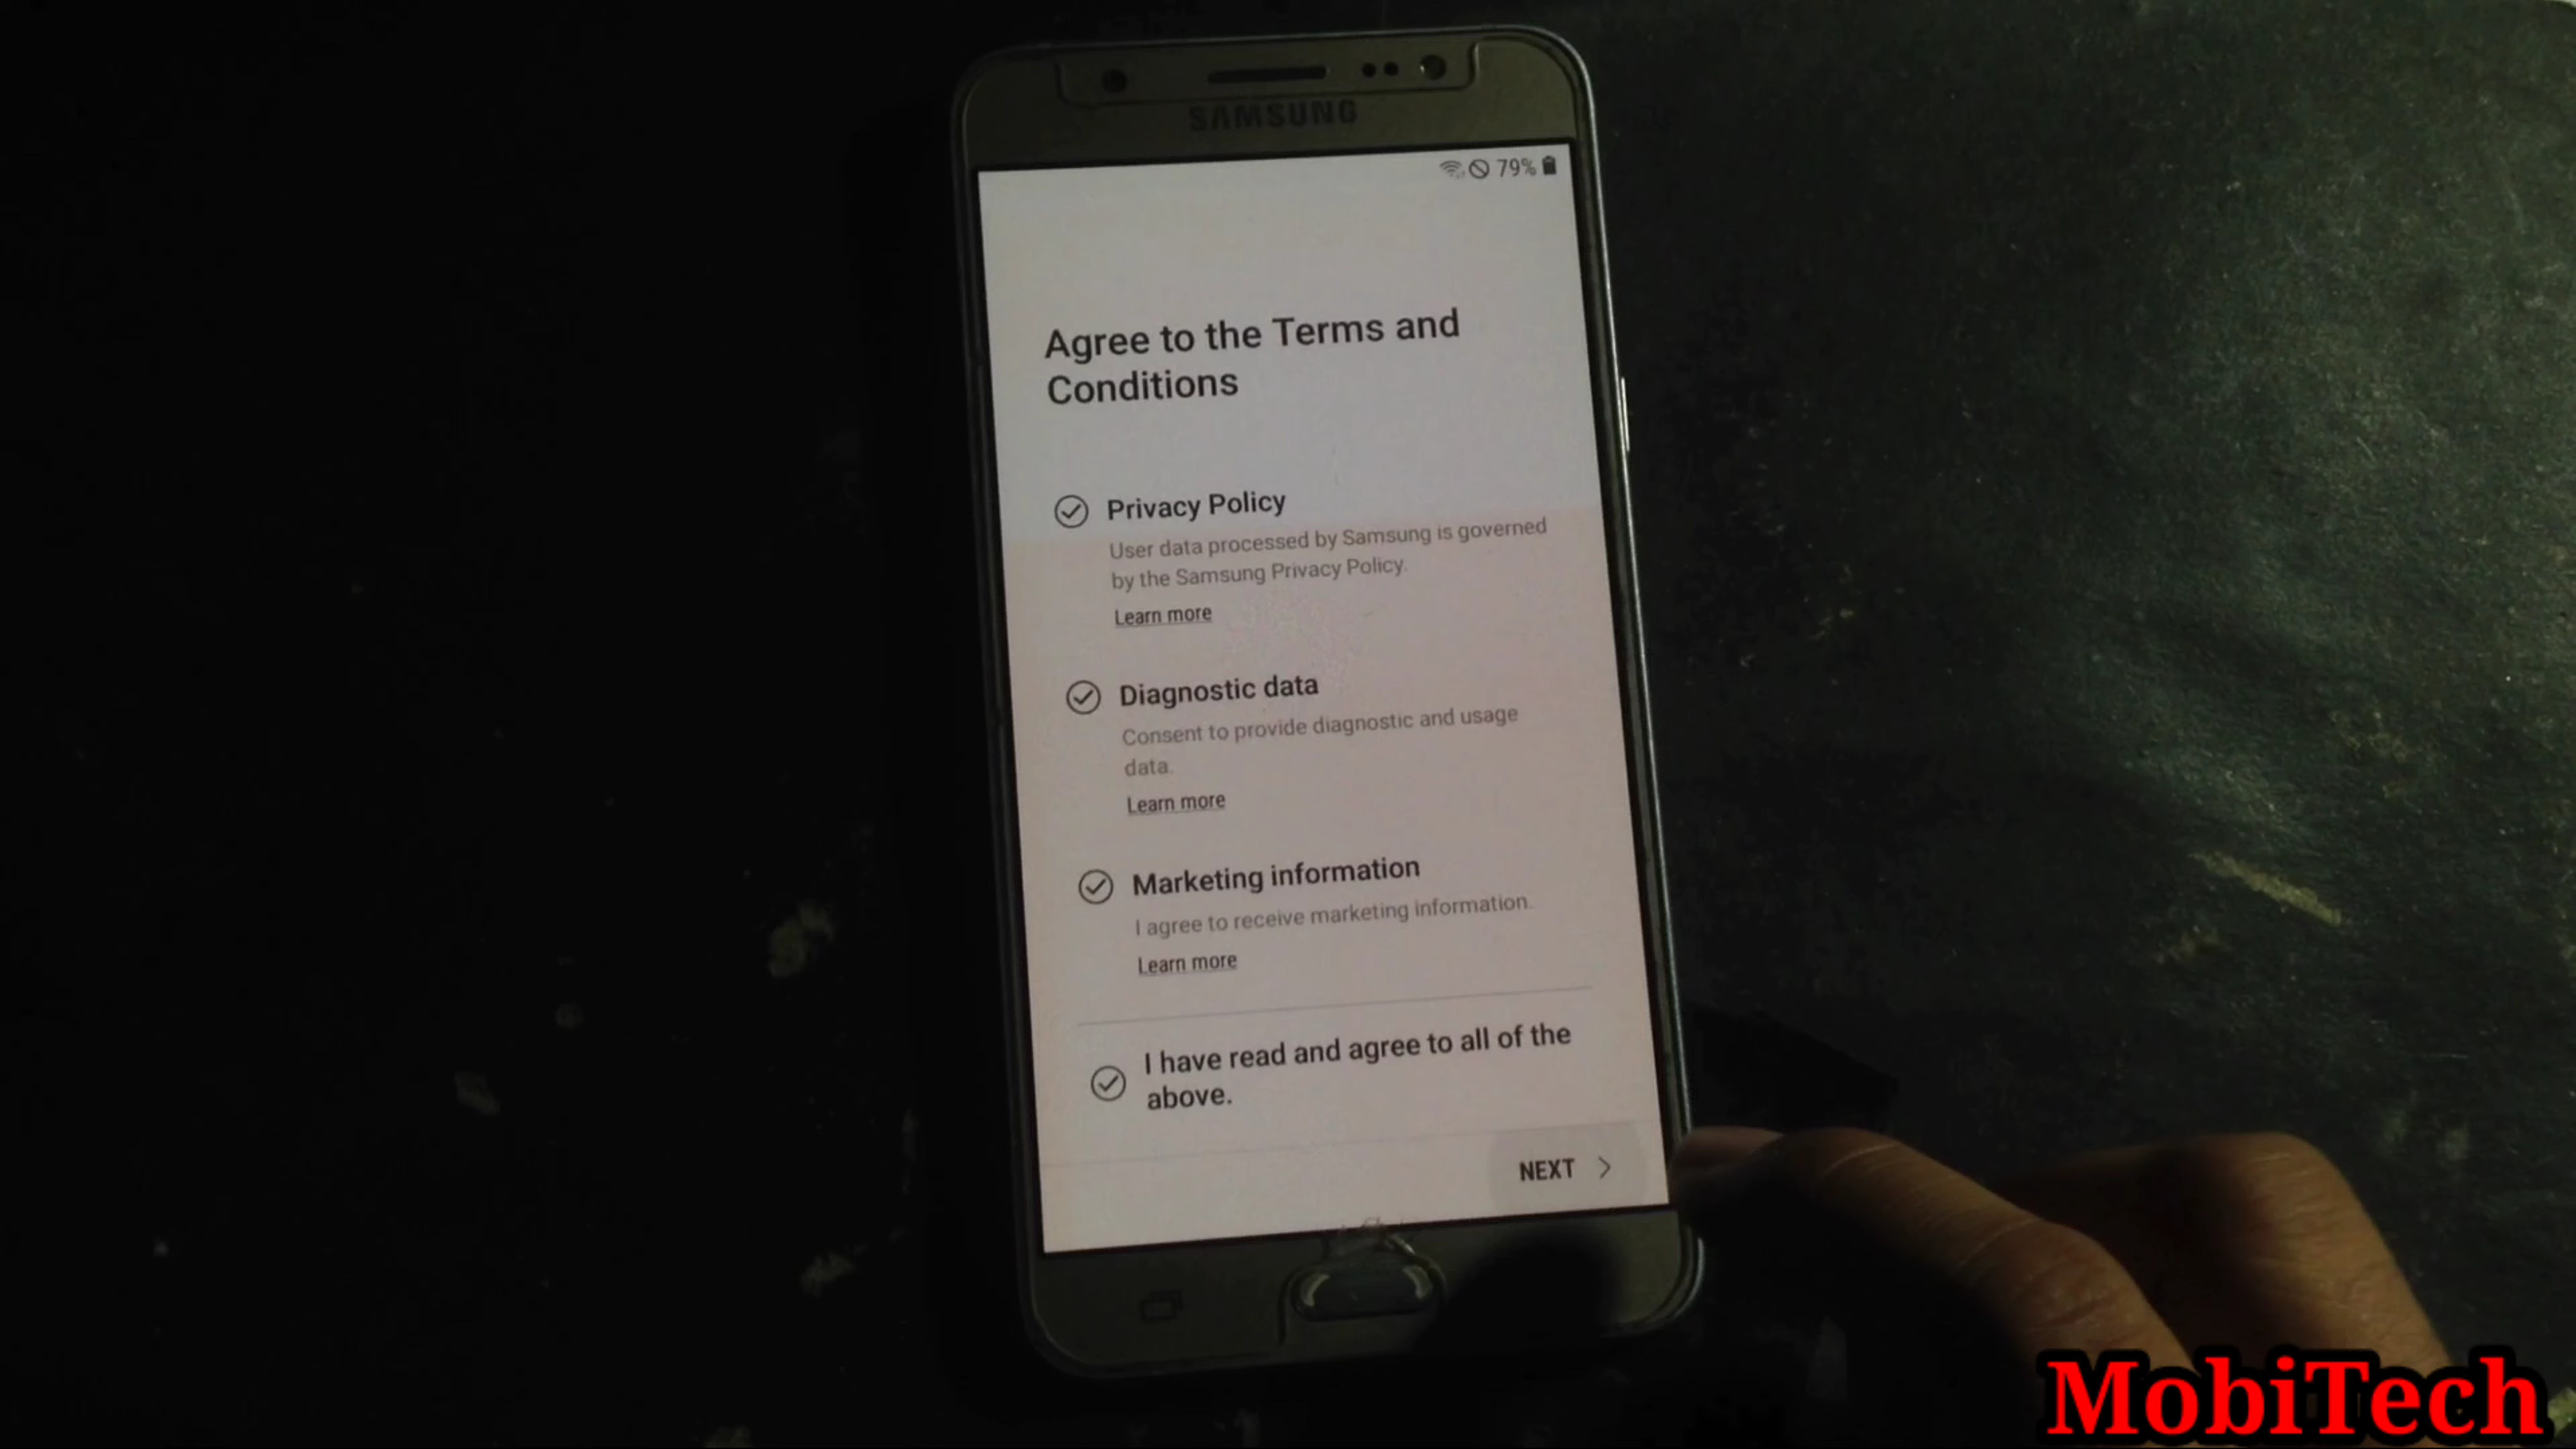 SAMSUNG
79%
Agree to the Terms and
Conditions
Privacy Policy
User data processed by Samsung is governed
by the Samsung Privacy Policy.
Learn more
Diagnostic data
Consent to provide diagnostic and usage
data.
Learn more
Marketing information
I agree to receive marketing information.
Learn more
I have read and agree to all of the
above.
NEXT
MobiTech